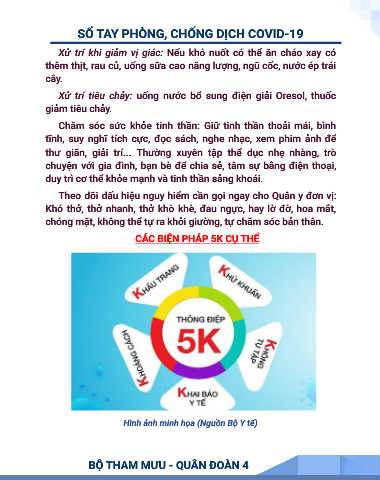 SỔ TAY PHÒNG, CHỐNG DỊCH COVID-19
Xử trí khi giảm vị giác: Nếu khó nuốt có thể ăn cháo xay có
thêm thịt, rau củ, uống sữa cao năng lượng, ngũ cốc, nước ép trái
cây.
Xử trí tiêu chảy: uống nước bổ sung điện giải Oresol, thuốc
giảm tiêu chảy.
Chăm sóc sức khỏe tinh thần: Giữ tinh thần thoải mái, bình
tĩnh, suy nghĩ tích cực, đọc sách, nghe nhạc, xem phim ảnh để
thư giãn, giải trí... Thường xuyên tập thể dục nhẹ nhàng, trò
chuyện với gia đình, bạn bè để chia sẻ, tâm sự bằng điện thoại,
duy trì cơ thể khỏe mạnh và tinh thần sảng khoái.
Theo dõi dấu hiệu nguy hiểm cần gọi ngay cho Quân y đơn vị:
Khó thở, thở nhanh, thở khò khè, đau ngực, hay lờ đờ, hoa mắt,
chóng mặt, không thể tự ra khỏi giường, tự chăm sóc bản thân.
CÁC BIỆN PHÁP 5K CỤ THỂ
KHẨU TRANG
KHỬ KHUẨN
THÔNG ĐIỆP
5K
KHOẢNG CÁCH
KHÔNG
TỤ TẬP
KHAI BÁO
Y TẾ
Hình ảnh minh họa (Nguồn Bộ Y tế)
BỘ THAM MƯU - QUÂN ĐOÀN 4